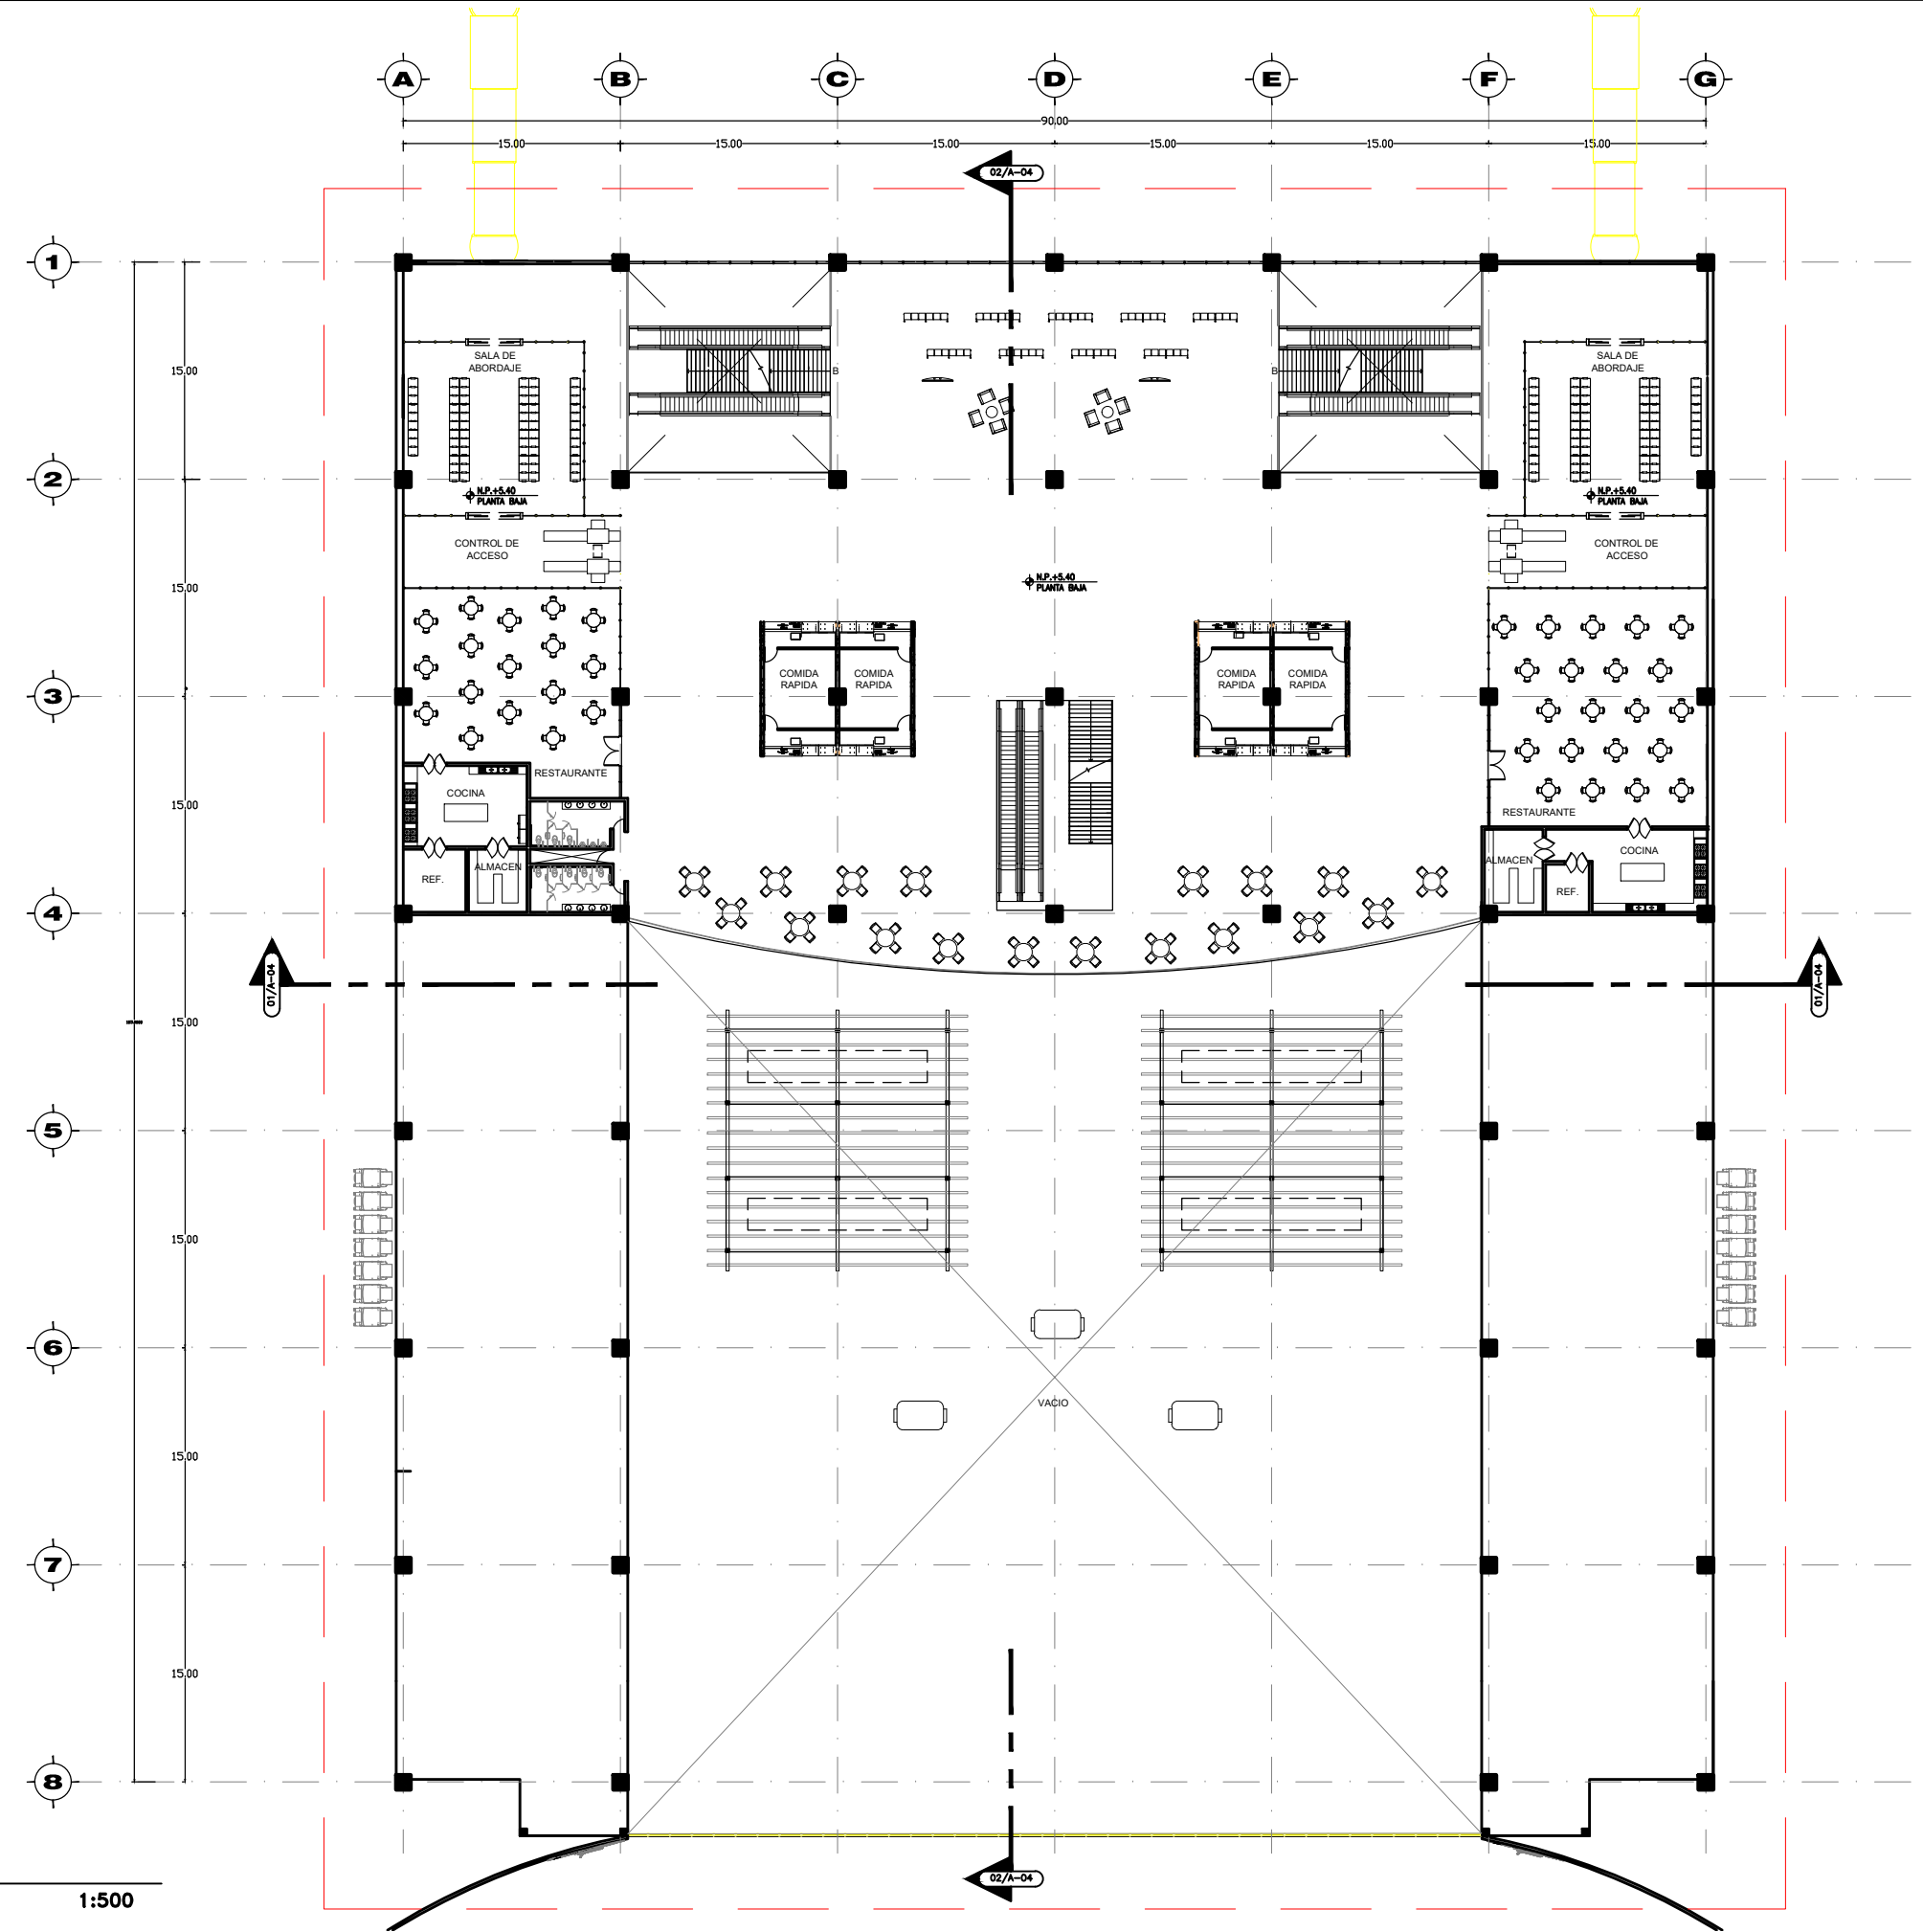 A B C D E F G
90.00
15.00 15.00 15.00 15.00 15.00 15.00
02/A-04
1
SALA DE
ABORDAJE
SALA DE
ABORDAJE
15.00
B
B
2
N.P.+5.40
PLANTA BAJA
N.P.+5.40
PLANTA BAJA
CONTROL DE
ACCESO
CONTROL DE
ACCESO
N.P.+5.40
PLANTA BAJA
15.00
COMIDA
RAPIDA
COMIDA
RAPIDA
COMIDA
RAPIDA
COMIDA
RAPIDA
3
RESTAURANTE
COCINA
15.00
RESTAURANTE
ALMACEN
REF.
COCINA
ALMACEN
REF.
4
01/A-04
01/A-04
15.00
5
15.00
6
VACIO
15.00
7
15.00
8
02/A-04
1:500